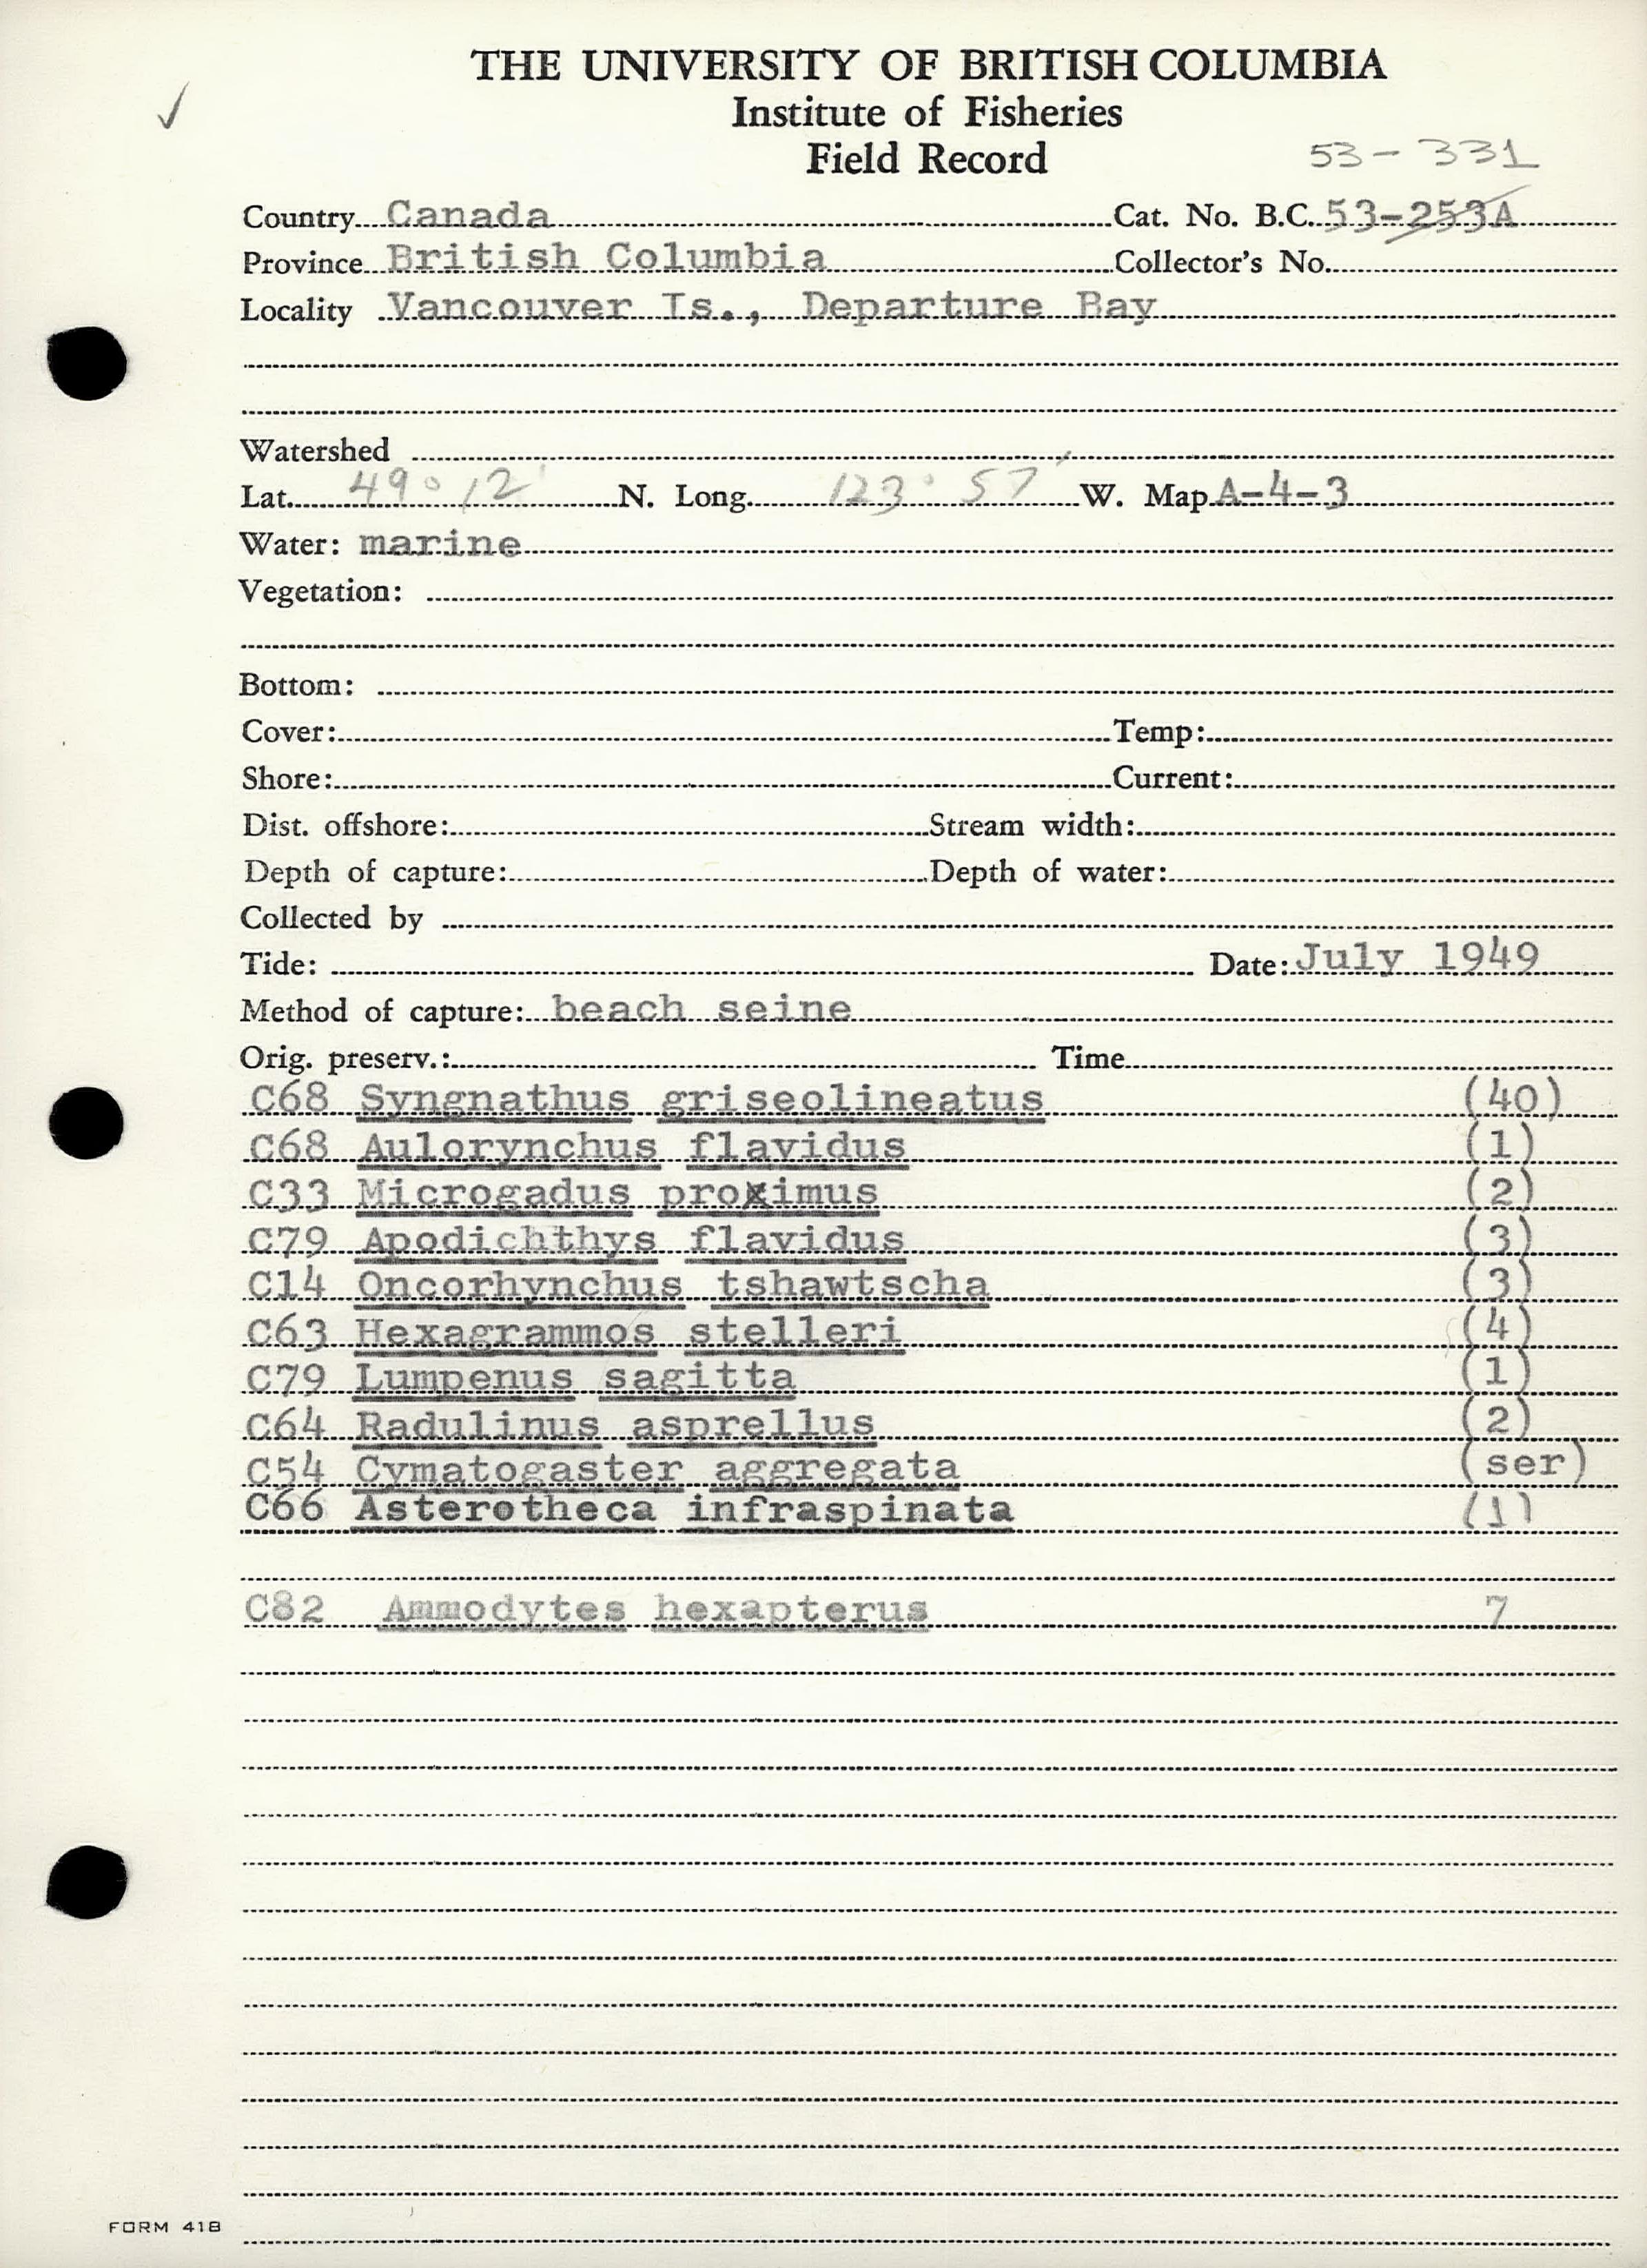 THE UNIVERSITY OF BRITISH COLUMBIA
✓
Institute of Fisheries
Field Record
53-331
Country Canada Cat. No. B.C. 53-253A
Province British Columbia Collector's No.
Locality Vancouver Is., Departure Bay
Watershed
Lat. 49° 12' N. Long. 123° 57' W. Map A-4-3
Water: marine
Vegetation:
Bottom:
Cover: Temp:
Shore: Current:
Dist. offshore: Stream width:
Depth of capture: Depth of water:
Collected by
Tide: Date: July 1949
Method of capture: beach seine
Orig. preserv.: Time
C68 Syngnathus griseolineatus (40)
C68 Aulorynchus flavidus (1)
C33 Microgadus proximus (2)
C79 Apodichthys flavidus (3)
C14 Oncorhynchus tshawtscha (3)
C63 Hexagrammos stelleri (4)
C79 Lumpenus sagitta (1)
C64 Radulinus asprellus (2)
C54 Cymatogaster aggregata (ser)
C66 Asterotheca infraspinata (1)
C82 Ammodytes hexapterus 7
FORM 41B